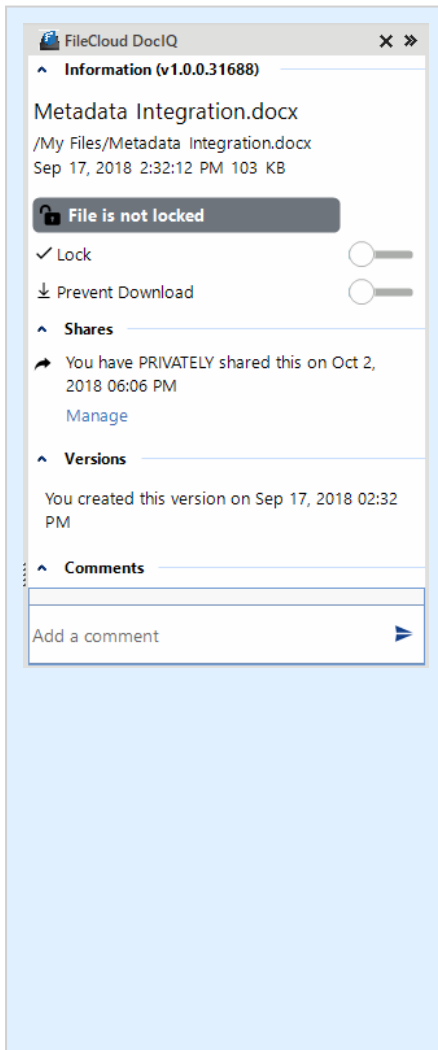 FileCloud DocIQ
Information (v1.0.0.31688)
Metadata Integration.docx
/My Files/Metadata Integration.docx
Sep 17, 2018 2:32:12 PM 103 KB
File is not locked
Lock
Prevent Download
Shares
You have PRIVATELY shared this on Oct 2,
2018 06:06 PM
Manage
Versions
You created this version on Sep 17, 2018 02:32
PM
Comments
Add a comment